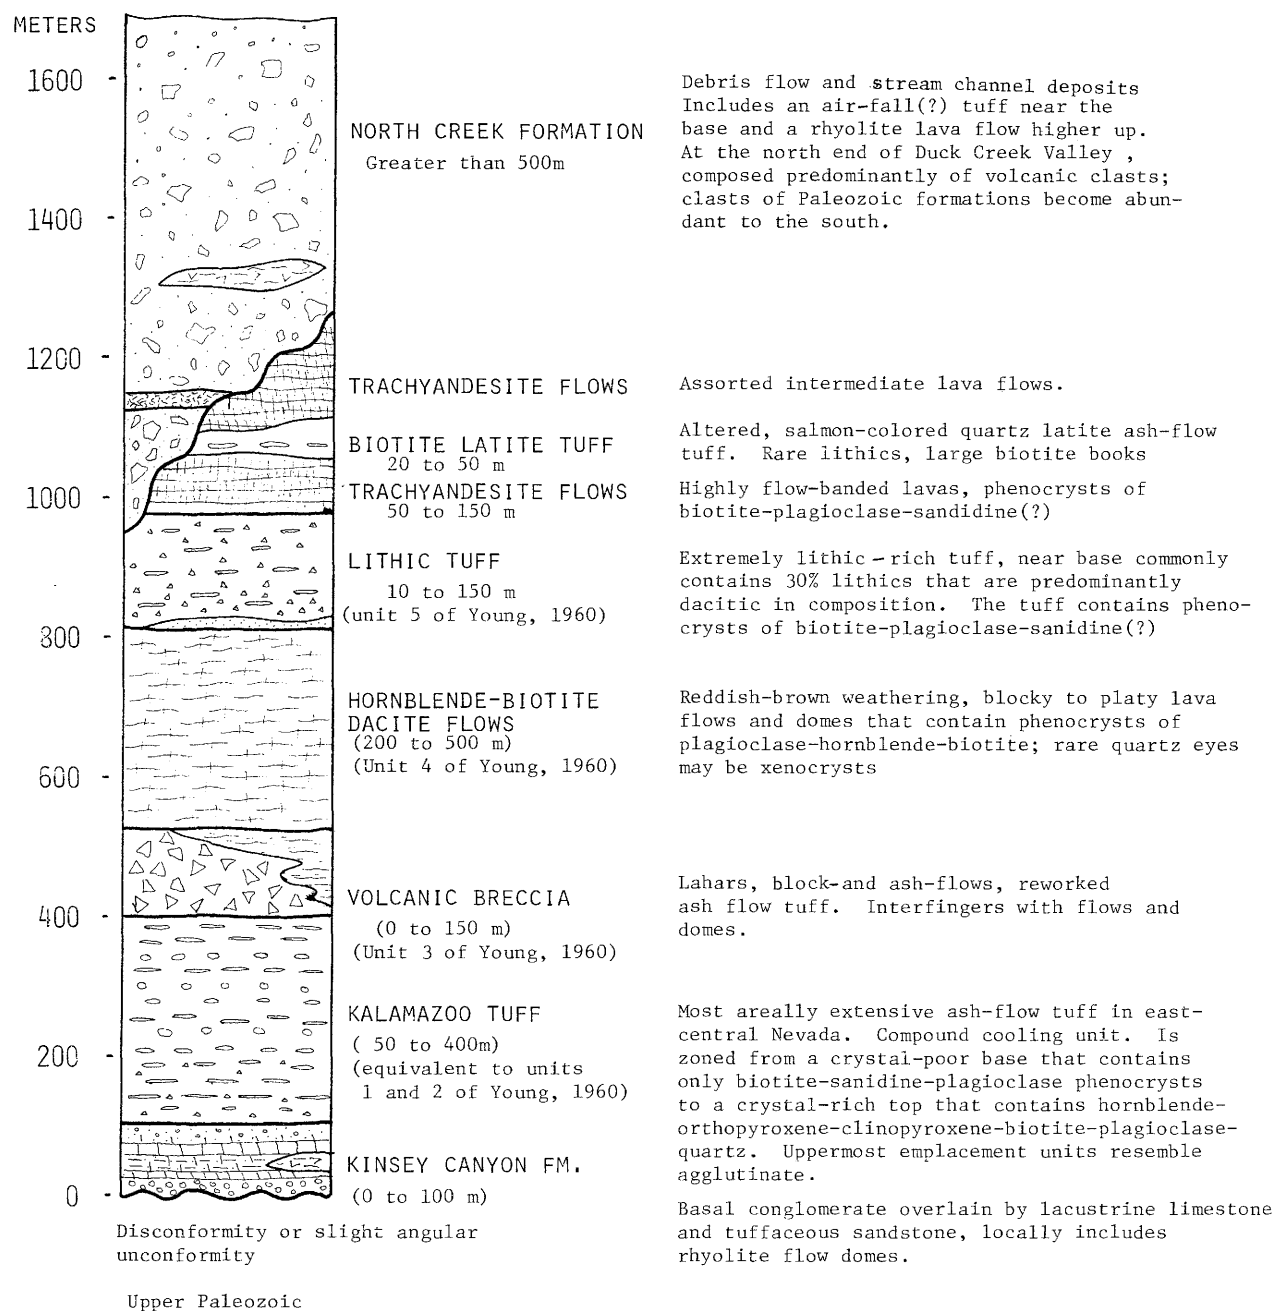 METERS
1600
NORTH CREEK FORMATION
Greater than 500m
Debris flow and stream channel deposits
Includes an air-fall(?) tuff near the
base and a rhyolite lava flow higher up.
At the north end of Duck Creek Valley ,
composed predominantly of volcanic clasts;
clasts of Paleozoic formations become abun-
dant to the south.
1400
1200
TRACHYANDESITE FLOWS
Assorted intermediate lava flows.
BIOTITE LATITE TUFF
20 to 50 m
Altered, salmon-colored quartz latite ash-flow
tuff. Rare lithics, large biotite books
1000
TRACHYANDESITE FLOWS
50 to 150 m
Highly flow-banded lavas, phenocrysts of
biotite-plagioclase-sandidine(?)
LITHIC TUFF
10 to 150 m
(unit 5 of Young, 1960)
Extremely lithic-rich tuff, near base commonly
contains 30% lithics that are predominantly
dacitic in composition. The tuff contains pheno-
crysts of biotite-plagioclase-sanidine(?)
800
HORNBLENDE-BIOTITE
DACITE FLOWS
(200 to 500 m)
(Unit 4 of Young, 1960)
Reddish-brown weathering, blocky to platy lava
flows and domes that contain phenocrysts of
plagioclase-hornblende-biotite; rare quartz eyes
may be xenocrysts
600
VOLCANIC BRECCIA
(0 to 150 m)
(Unit 3 of Young, 1960)
Lahars, block-and ash-flows, reworked
ash flow tuff. Interfingers with flows and
domes.
400
KALAMAZOO TUFF
( 50 to 400m)
(equivalent to units
1 and 2 of Young, 1960)
Most areally extensive ash-flow tuff in east-
central Nevada. Compound cooling unit. Is
zoned from a crystal-poor base that contains
only biotite-sanidine-plagioclase phenocrysts
to a crystal-rich top that contains hornblende-
orthopyroxene-clinopyroxene-biotite-plagioclase-
quartz. Uppermost emplacement units resemble
agglutinate.
200
KINSEY CANYON FM.
(0 to 100 m)
0
Basal conglomerate overlain by lacustrine limestone
and tuffaceous sandstone, locally includes
rhyolite flow domes.
Disconformity or slight angular
unconformity
Upper Paleozoic